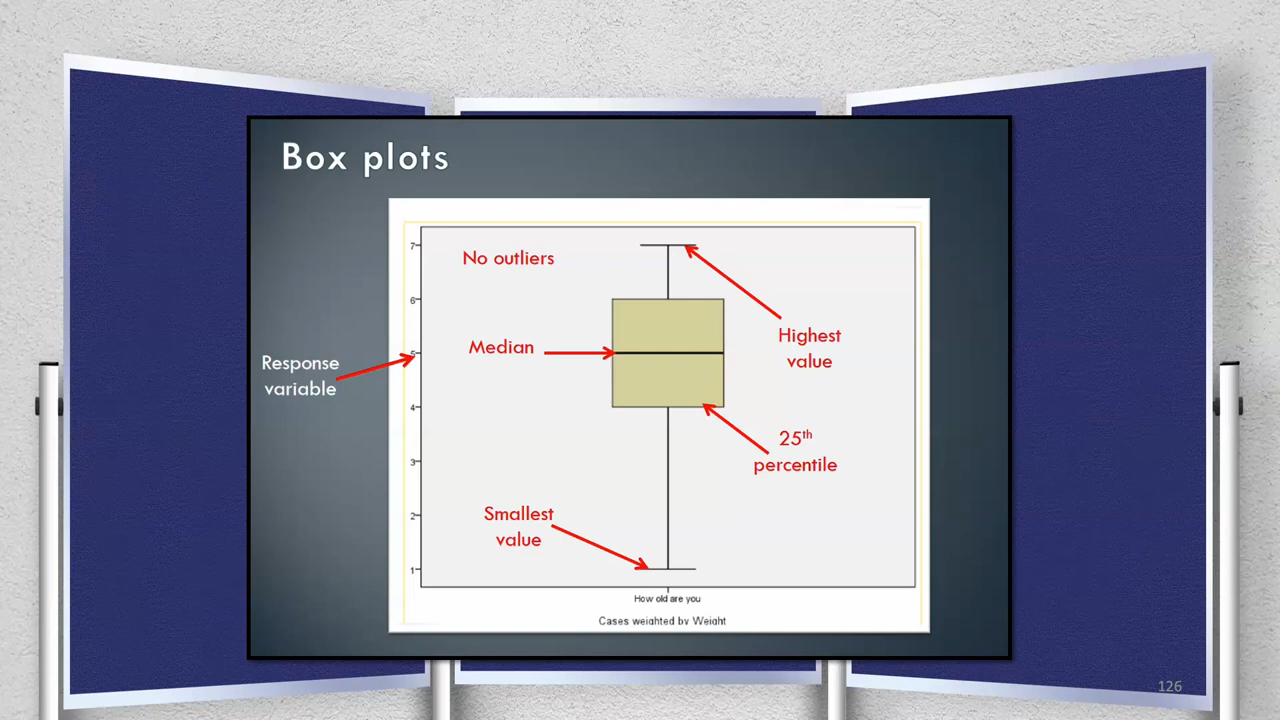 Box plots
7
No outliers
6
Highest
value
Median
5
Response
variable
4
25th
percentile
3
Smallest
value
2
1
How old are you
Cases weighted by Weight
126